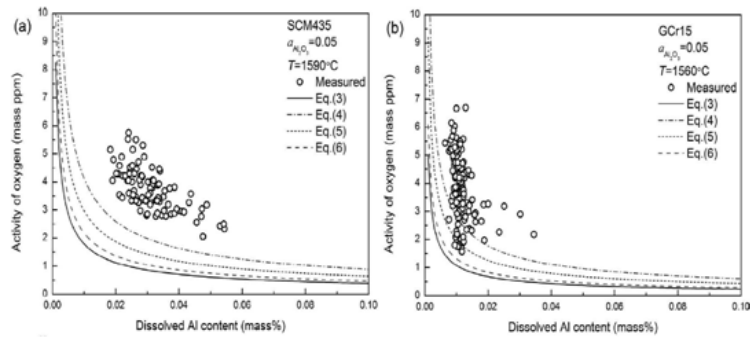 (a)
SCM435
a Al₂O₃ =0.05
T=1590°C
Measured
Eq.(3)
Eq.(4)
Eq.(5)
Eq.(6)
Activity of oxygen (mass ppm)
10
9
8
7
6
5
4
3
2
1
0
0.00 0.02 0.04 0.06 0.08 0.10
Dissolved Al content (mass%)
(b)
GCr15
a Al₂O₃ =0.05
T=1560°C
Measured
Eq.(3)
Eq.(4)
Eq.(5)
Eq.(6)
Activity of oxygen (mass ppm)
10
9
8
7
6
5
4
3
2
1
0
0.00 0.02 0.04 0.06 0.08 0.10
Dissolved Al content (mass%)